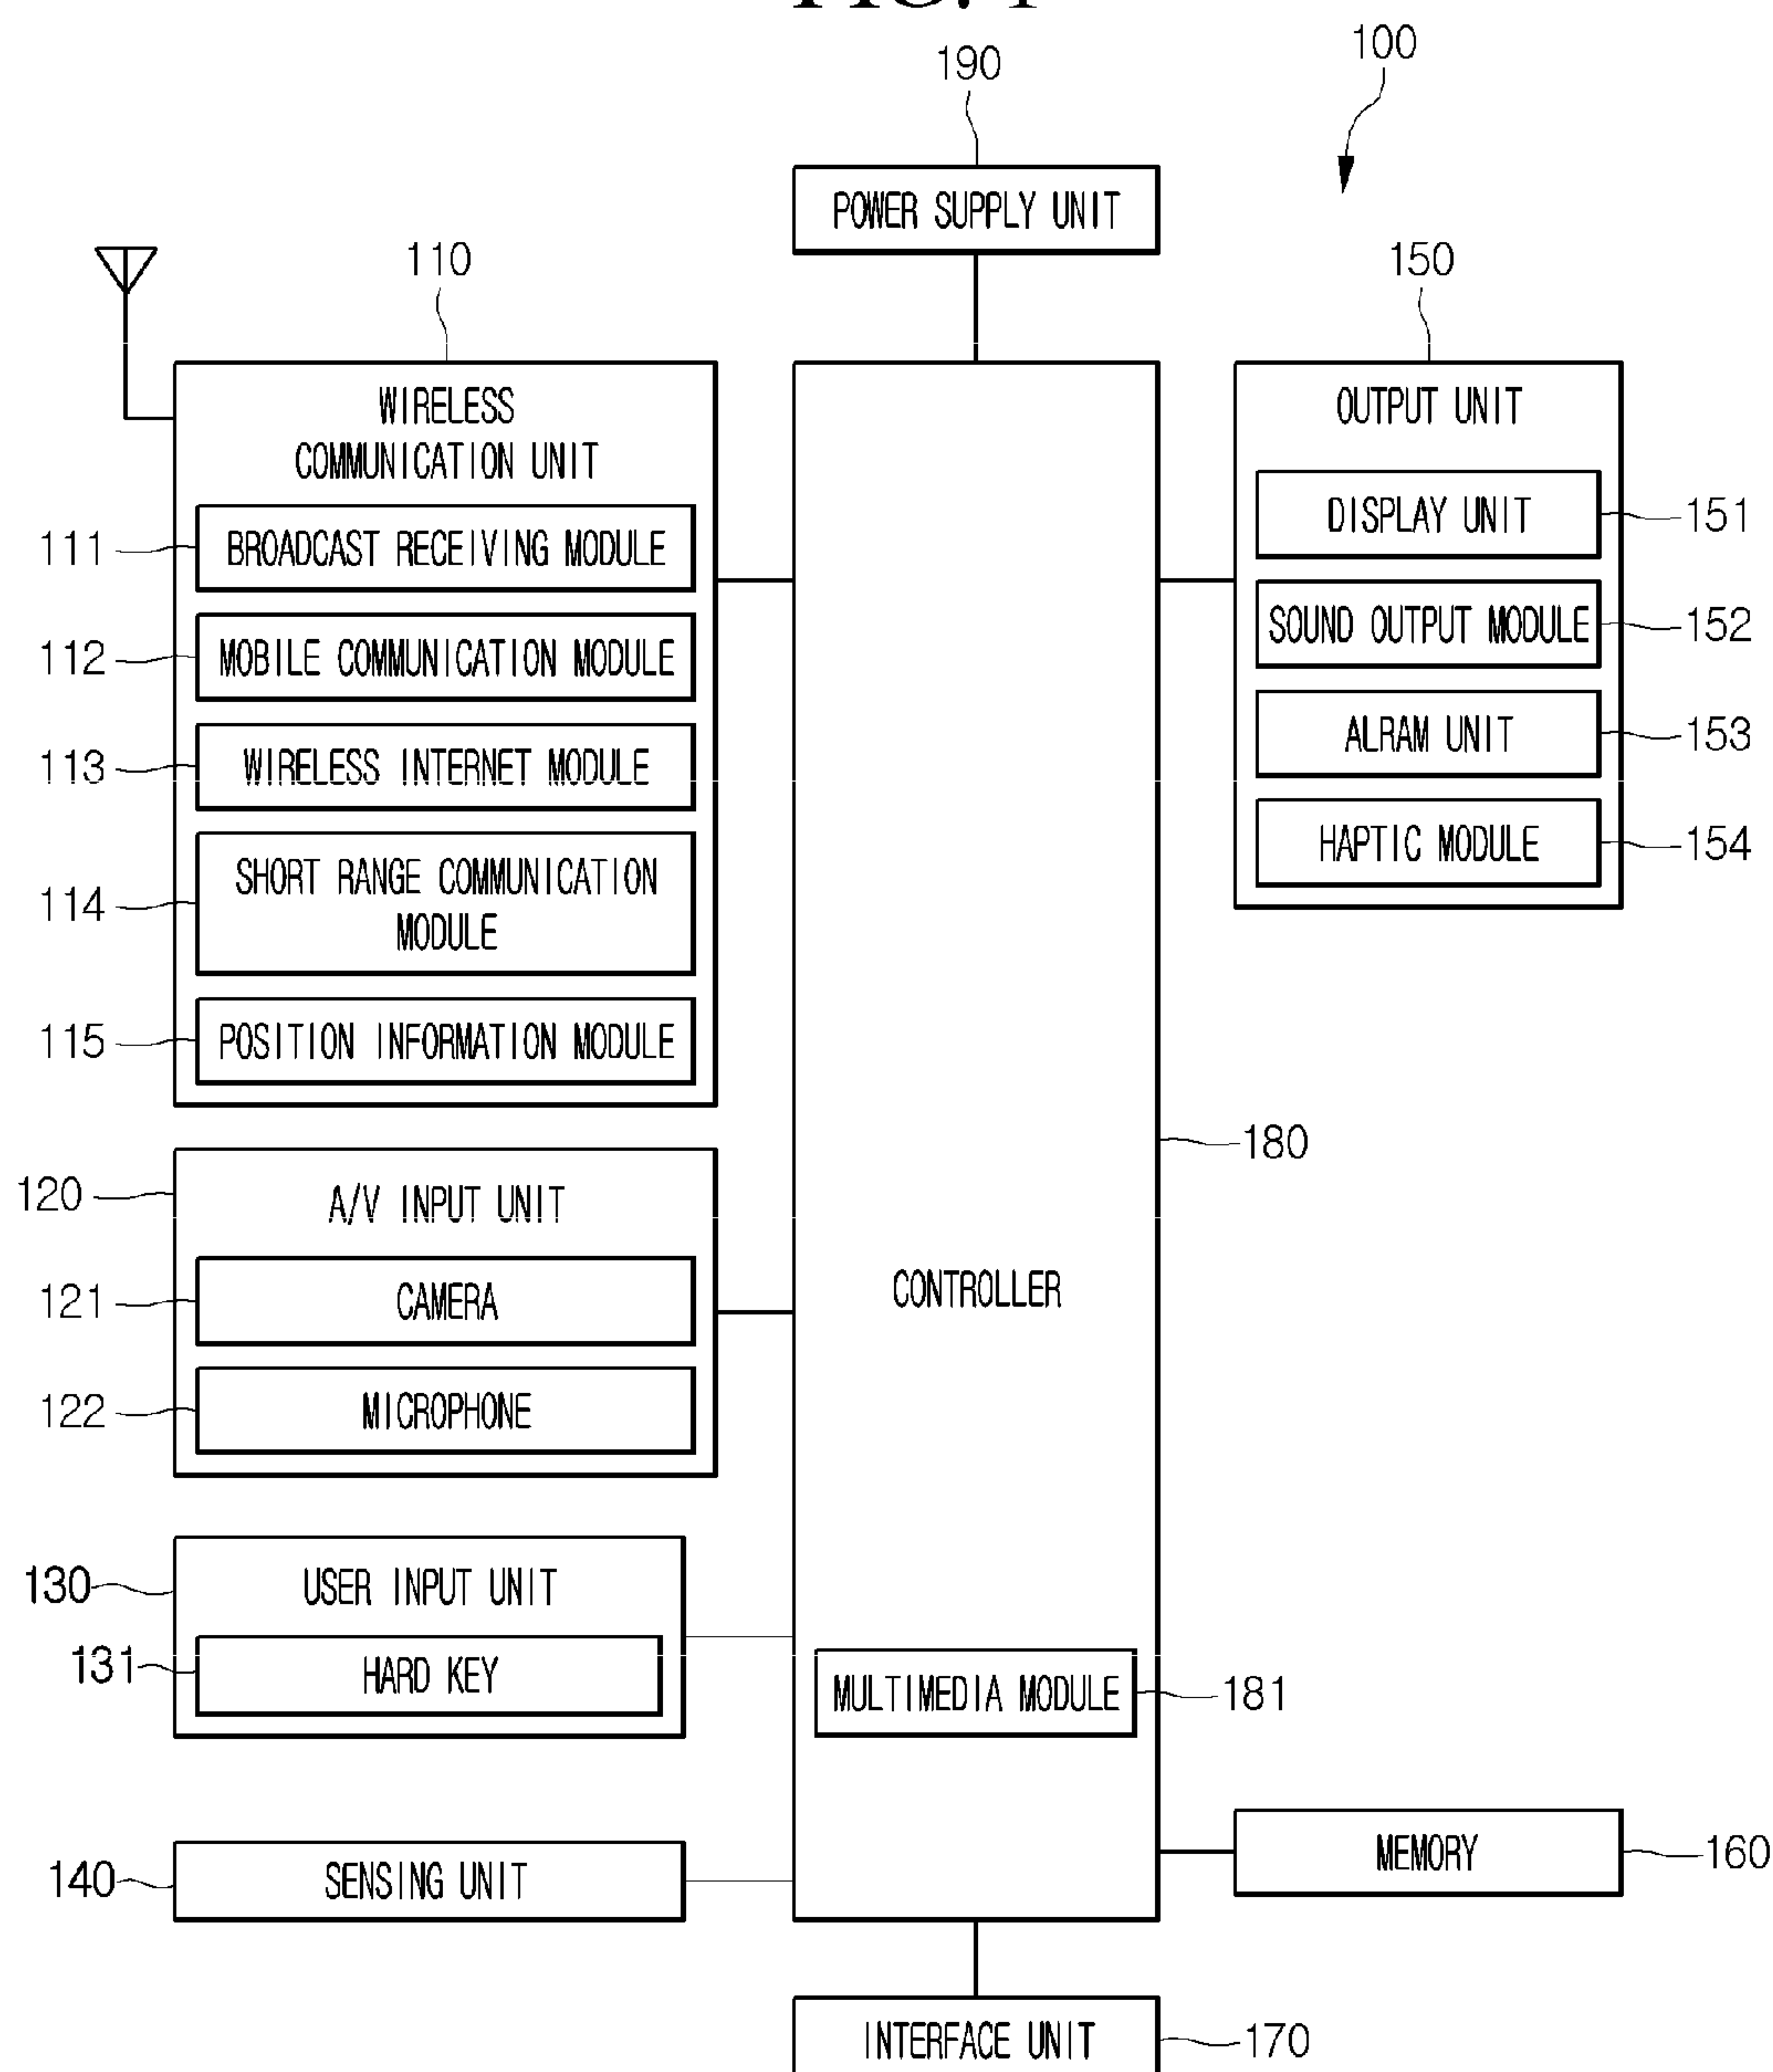 FIG. 1
100
190
POWER SUPPLY UNIT
110
WIRELESS
COMMUNICATION UNIT
111
BROADCAST RECEIVING MODULE
112
MOBILE COMMUNICATION MODULE
113
WIRELESS INTERNET MODULE
114
SHORT RANGE COMMUNICATION
MODULE
115
POSITION INFORMATION MODULE
120
A/V INPUT UNIT
121
CAMERA
122
MICROPHONE
130
USER INPUT UNIT
131
HARD KEY
140
SENSING UNIT
CONTROLLER
180
MULTIMEDIA MODULE
181
150
OUTPUT UNIT
DISPLAY UNIT
151
SOUND OUTPUT MODULE
152
ALRAM UNIT
153
HAPTIC MODULE
154
MEMORY
160
INTERFACE UNIT
170